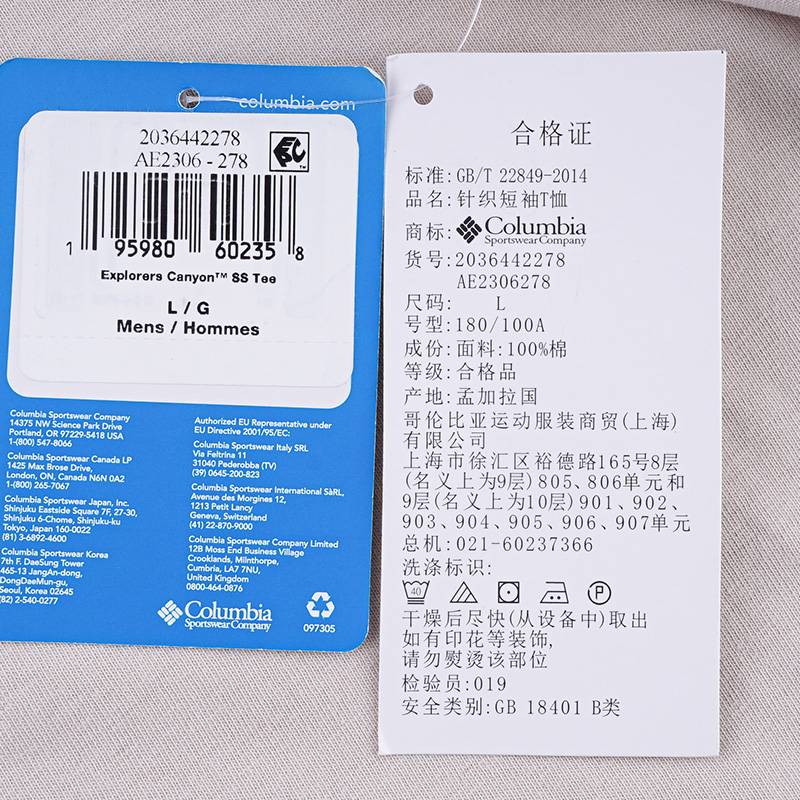 columbia.com
2036442278
AE2306 - 278
EPC™
1 95980 60235 8
Explorers Canyon™ SS Tee
L / G
Mens / Hommes
Columbia Sportswear Company
14375 NW Science Park Drive
Portland, OR 97229-5418 USA
1-(800) 547-8066
Columbia Sportswear Canada LP
1425 Max Brose Drive,
London, ON, Canada N6N 0A2
1-(800) 265-7067
Columbia Sportswear Japan, Inc.
Shinjuku Eastside Square 7F, 27-30,
Shinjuku 6-Chome, Shinjuku-ku
Tokyo, Japan 160-0022
(81) 3-6892-4600
Columbia Sportswear Korea
7th F. DaeSung Tower
465-13 JangAn-dong,
DongDaeMun-gu,
Seoul, Korea 02645
(82) 2-540-0277
Authorized EU Representative under
EU Directive 2001/95/EC:
Columbia Sportswear Italy SRL
Via Feltrina 11
31040 Pederobba (TV)
(39) 0645-200-823
Columbia Sportswear International SàRL,
Avenue des Morgines 12,
1213 Petit Lancy
Geneva, Switzerland
(41) 22-870-9000
Columbia Sportswear Company Limited
12B Moss End Business Village
Crooklands, Milnthorpe,
Cumbria, LA7 7NU,
United Kingdom
0800-464-0876
Columbia
Sportswear Company
097305
合格证
标准:GB/T 22849-2014
品名:针织短袖T恤
商标:Columbia
Sportswear Company
货号:2036442278
AE2306278
尺码: L
号型:180/100A
成份:面料:100%棉
等级:合格品
产地:孟加拉国
哥伦比亚运动服装商贸(上海)
有限公司
上海市徐汇区裕德路165号8层
(名义上为9层)805、806单元和
9层(名义上为10层)901、902、
903、904、905、906、907单元
总机:021-60237366
洗涤标识:
40 P
干燥后尽快(从设备中)取出
如有印花等装饰,
请勿熨烫该部位
检验员:019
安全类别:GB 18401 B类